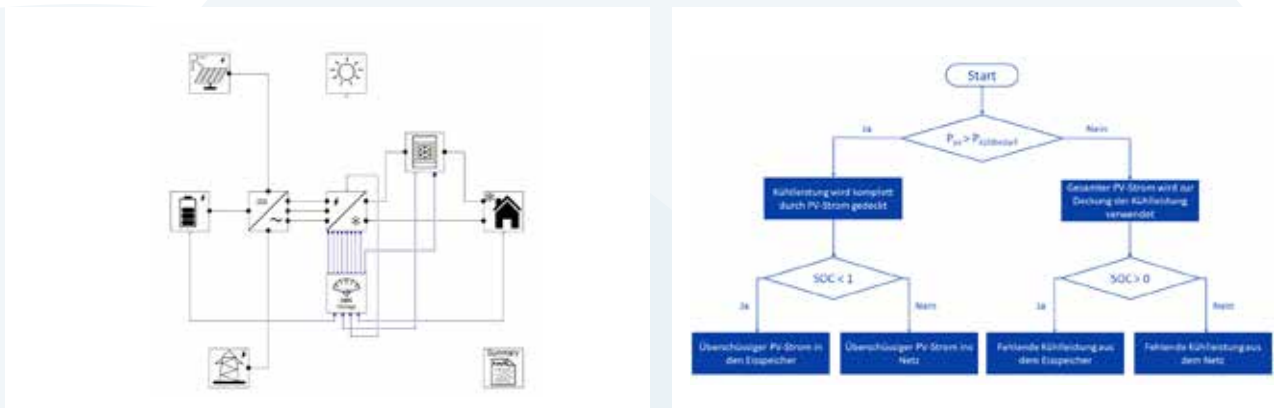 Summary
Start
Ja
Nein
P > P
Kühlleistung wird komplett
durch PV-Strom gedeckt
Gesamter PV-Strom wird zur
Deckung der Kühlleistung
verwendet
SOC < 1
SOC > 0
Ja
Nein
Ja
Nein
Überschüssiger PV-Strom in
den Eisspeicher
Überschüssiger PV-Strom ins
Netz
Fehlende Kühlleistung aus
dem Eisspeicher
Fehlende Kühlleistung aus
dem Netz